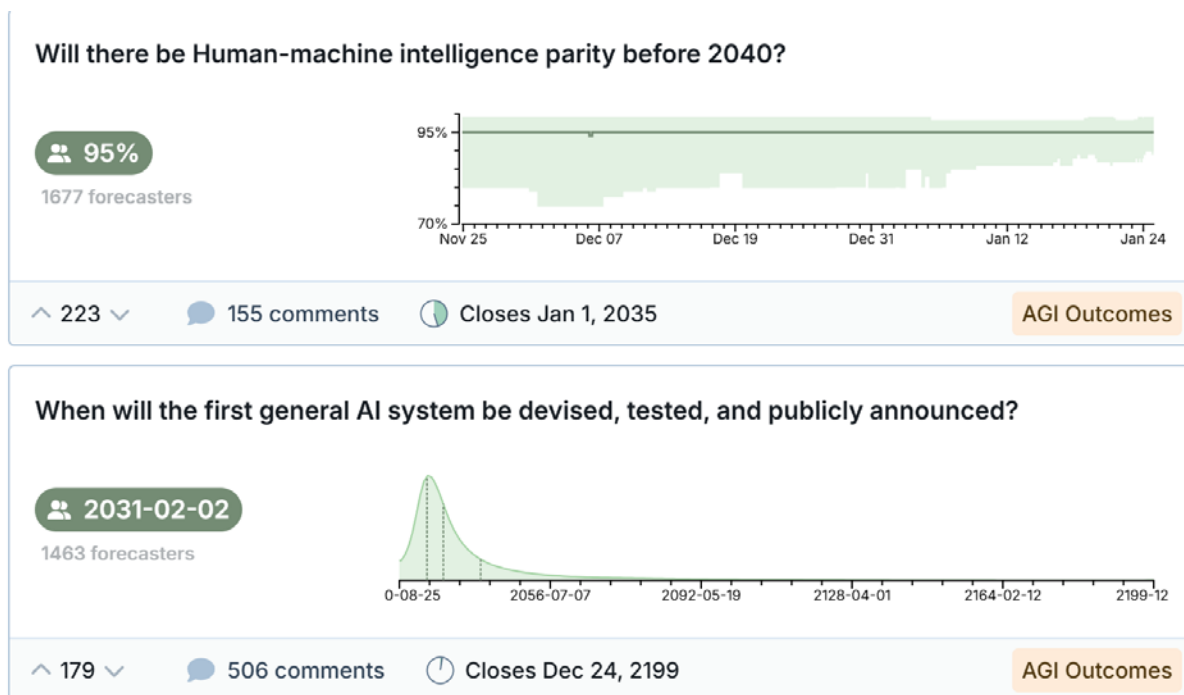 Will there be Human-machine intelligence parity before 2040?
95%
1677 forecasters
95%
70%
Nov 25 Dec 07 Dec 19 Dec 31 Jan 12 Jan 24
223 155 comments Closes Jan 1, 2035 AGI Outcomes
When will the first general AI system be devised, tested, and publicly announced?
2031-02-02
1463 forecasters
0-08-25 2056-07-07 2092-05-19 2128-04-01 2164-02-12 2199-12
179 506 comments Closes Dec 24, 2199 AGI Outcomes